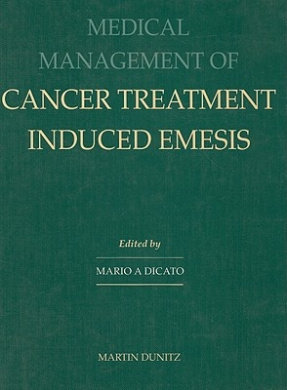 MEDICAL
MANAGEMENT OF
CANCER TREATMENT
INDUCED EMESIS
Edited by
MARIO A DICATO
MARTIN DUNITZ